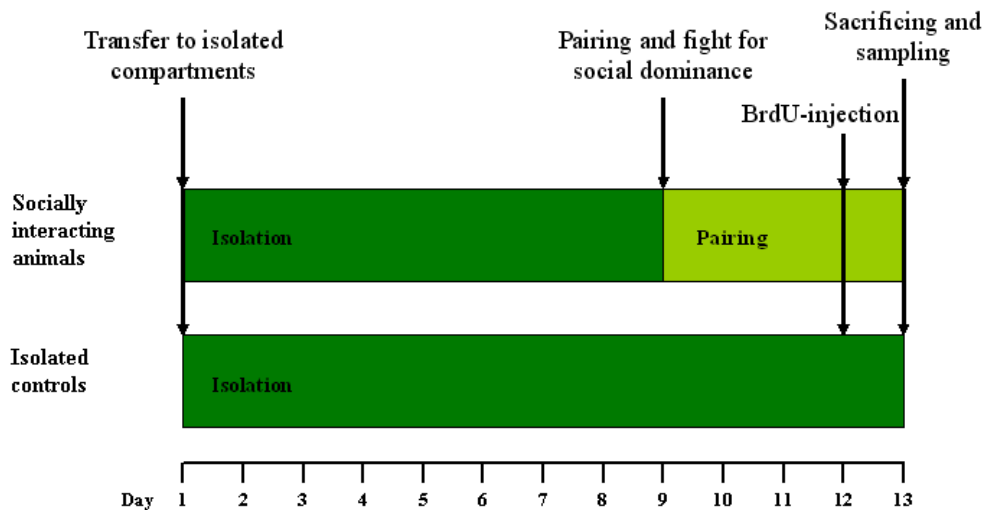 Transfer to isolated
compartments
Pairing and fight for
social dominance
Sacrificing and
sampling
BrdU-injection
Socially
interacting
animals
Isolation
Pairing
Isolated
controls
Isolation
Day 1 2 3 4 5 6 7 8 9 10 11 12 13